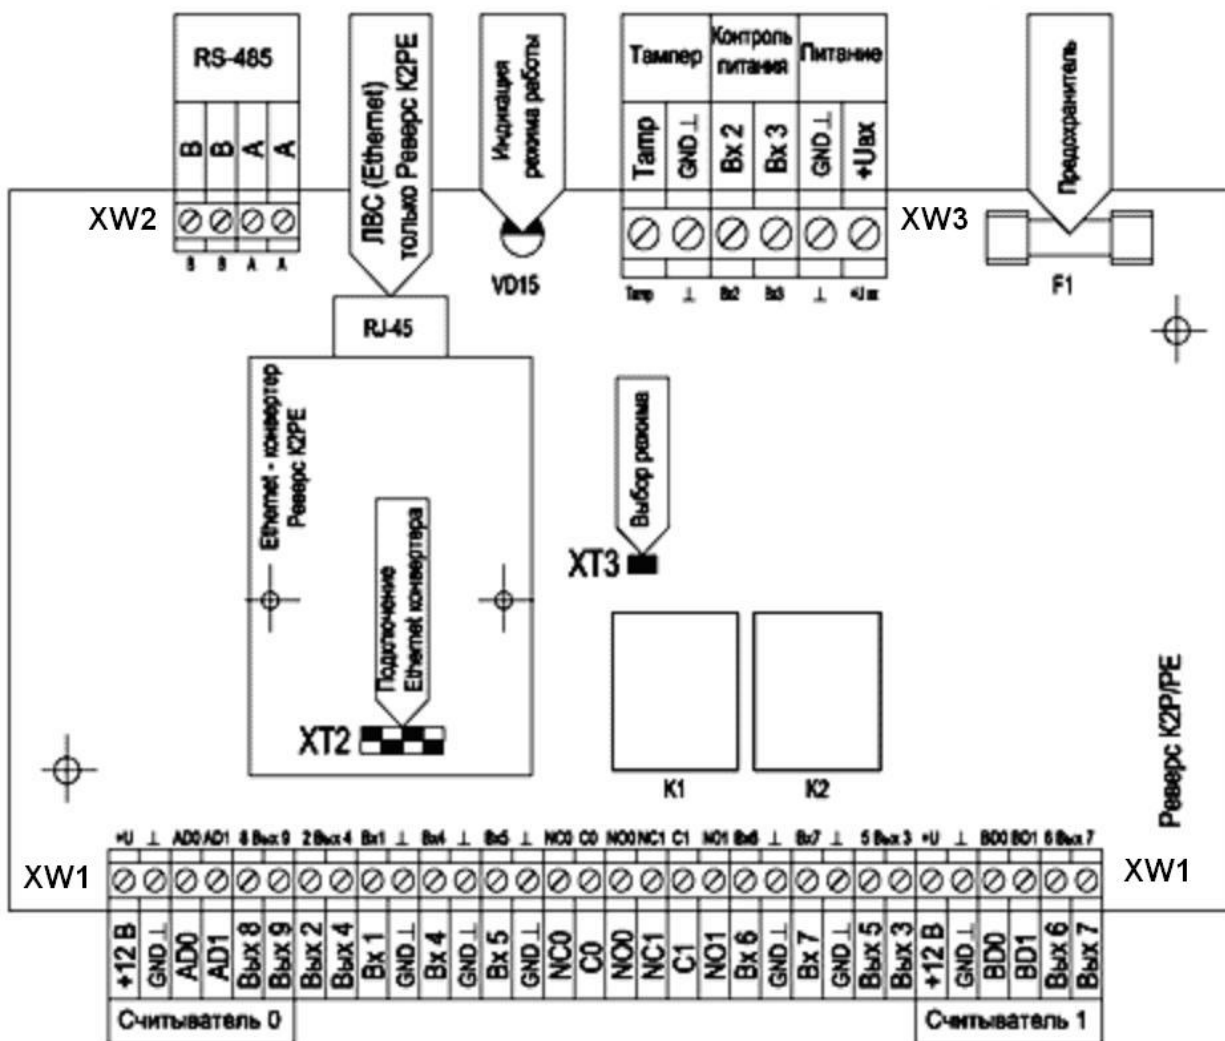 RS-485
B B A A
XW2
B B A A
ЛВС (Ethernet)
только Реверс K2PE
Индикация
режима работы
VD15
Тампер
Контроль
питания
Питание
Tamp GND ⊥ Вх 2 Вх 3 GND ⊥ +Uвх
XW3
Tamp ⊥ Вх2 Вх3 ⊥ +U вх
Предохранитель
F1
RJ-45
Ethernet - конвертер
Реверс K2PE
Подключение
Ethernet конвертера
XT2
Выбор режима
XT3
K1
K2
Реверс K2P/PE
+U ⊥ AD0 AD1 8 Вых 9 2 Вых 4 Вх1 ⊥ Вх4 ⊥ Вх5 ⊥ NC0 C0 NO0 NC1 C1 NO1 Вх6 ⊥ Вх7 ⊥ 5 Вых 3 +U ⊥ BD0 BD1 6 Вых 7
XW1
XW1
+12 В GND ⊥ AD0 AD1 Вых 8 Вых 9 Вых 2 Вых 4 Вх 1 GND ⊥ Вх 4 GND ⊥ Вх 5 GND ⊥ NC0 C0 NO0 NC1 C1 NO1 Вх 6 GND ⊥ Вх 7 GND ⊥ Вых 5 Вых 3 +12 В GND ⊥ BD0 BD1 Вых 6 Вых 7
Считыватель 0
Считыватель 1